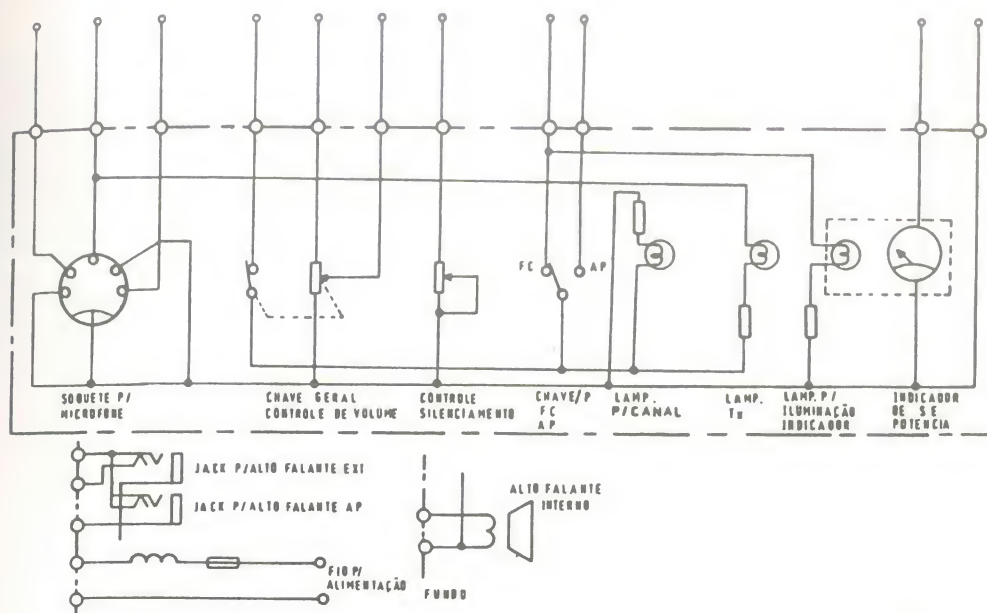 FC
AP
SOQUETE P/
MICROFONE
CHAVE GERAL
CONTROLE DE VOLUME
CONTROLE
SILENCIAMENTO
CHAVE/P
FC
AP
LAMP.
P/CANAL
LAMP.
Tx
LAMP. P/
ILUMINAÇÃO
INDICADOR
INDICADOR
DE S E
POTENCIA
JACK P/ALTO FALANTE EXT
JACK P/ALTO FALANTE AP
FIO P/
ALIMENTAÇÃO
ALTO FALANTE
INTERNO
FUNDO